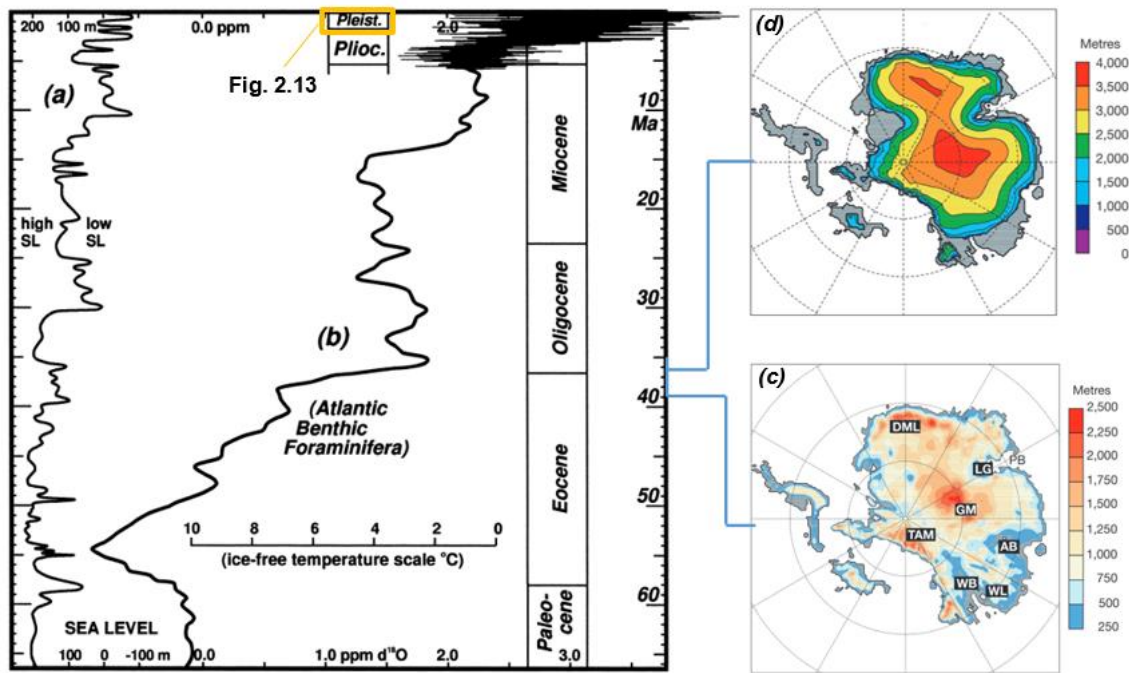 200 100 m 0.0 ppm Pleist. -2.0
Plioc.
Fig. 2.13
(a)
10
Ma
Miocene
20
high low
SL SL
30
Oligocene
(b)
40
(Atlantic
Benthic
Foraminifera)
Eocene
50
10 8 6 4 2 0
(ice-free temperature scale °C)
60
Paleo-
cene
SEA LEVEL
100 0 -100 m 0.0 1.0 ppm d¹⁸O 2.0 3.0
(d)
Metres
4,000
3,500
3,000
2,500
2,000
1,500
1,000
500
0
(c)
Metres
2,500
2,250
2,000
1,750
1,500
1,250
1,000
750
500
250
DML
LG PB
GM
TAM
AB
WB WL